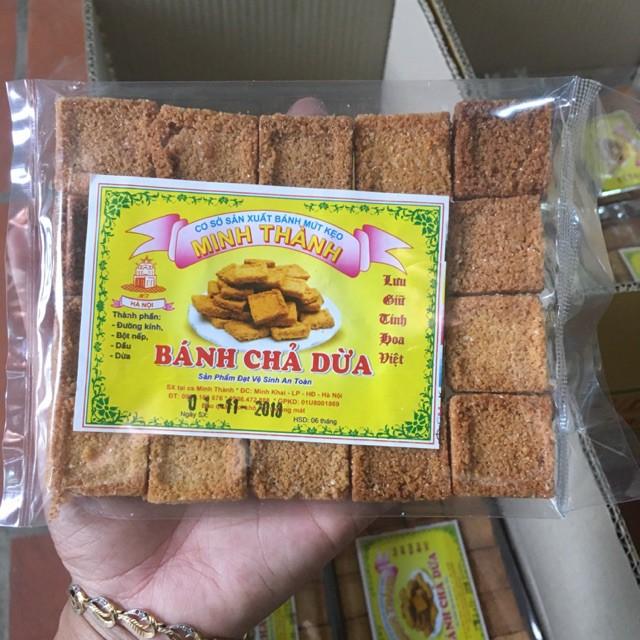 CƠ SỞ SẢN XUẤT BÁNH MỨT KẸO
MINH THÀNH
HÀ NỘI
Thành phần:
- Đường kính,
- Bột nếp,
- Dầu
- Dừa
Lưu
Giữ
Tinh
Hoa
Việt
BÁNH CHẢ DỪA
Sản Phẩm Đạt Vệ Sinh An Toàn
SX tại cs Minh Thành * ĐC: Minh Khai - LP - HĐ - Hà Nội
GPKD: 01U8001869
11 2018
Ngày SX:
HSD: 06 tháng
BÁNH CHẢ DỪA